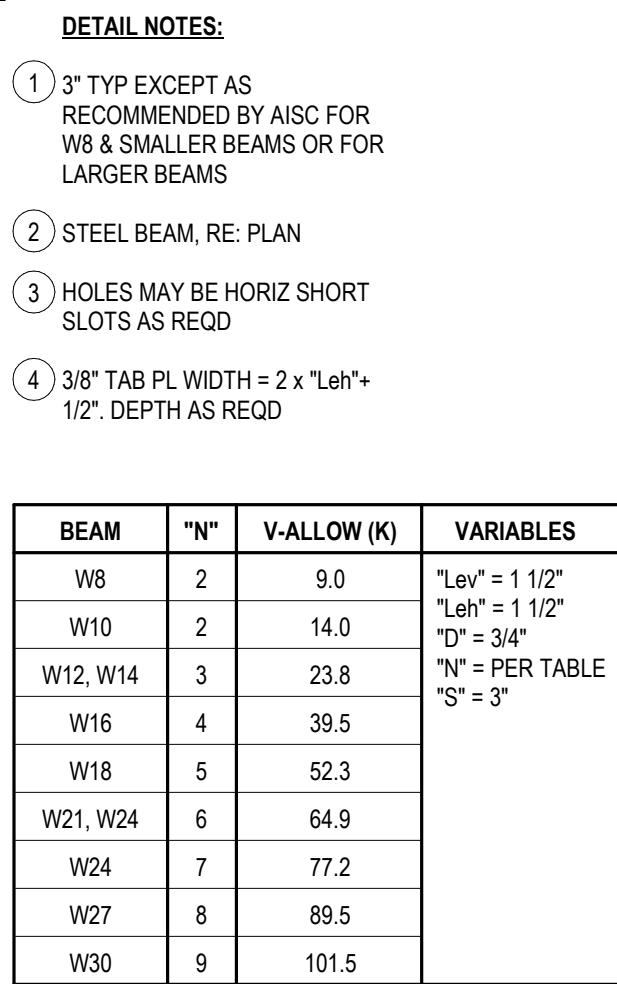 DETAIL NOTES:
1 3" TYP EXCEPT AS
RECOMMENDED BY AISC FOR
W8 & SMALLER BEAMS OR FOR
LARGER BEAMS
2 STEEL BEAM, RE: PLAN
3 HOLES MAY BE HORIZ SHORT
SLOTS AS REQD
4 3/8" TAB PL WIDTH = 2 x "Leh"+
1/2". DEPTH AS REQD
BEAM "N" V-ALLOW (K) VARIABLES
W8 2 9.0 "Lev" = 1 1/2"
"Leh" = 1 1/2"
W10 2 14.0 "D" = 3/4"
W12, W14 3 23.8 "N" = PER TABLE
"S" = 3"
W16 4 39.5
W18 5 52.3
W21, W24 6 64.9
W24 7 77.2
W27 8 89.5
W30 9 101.5